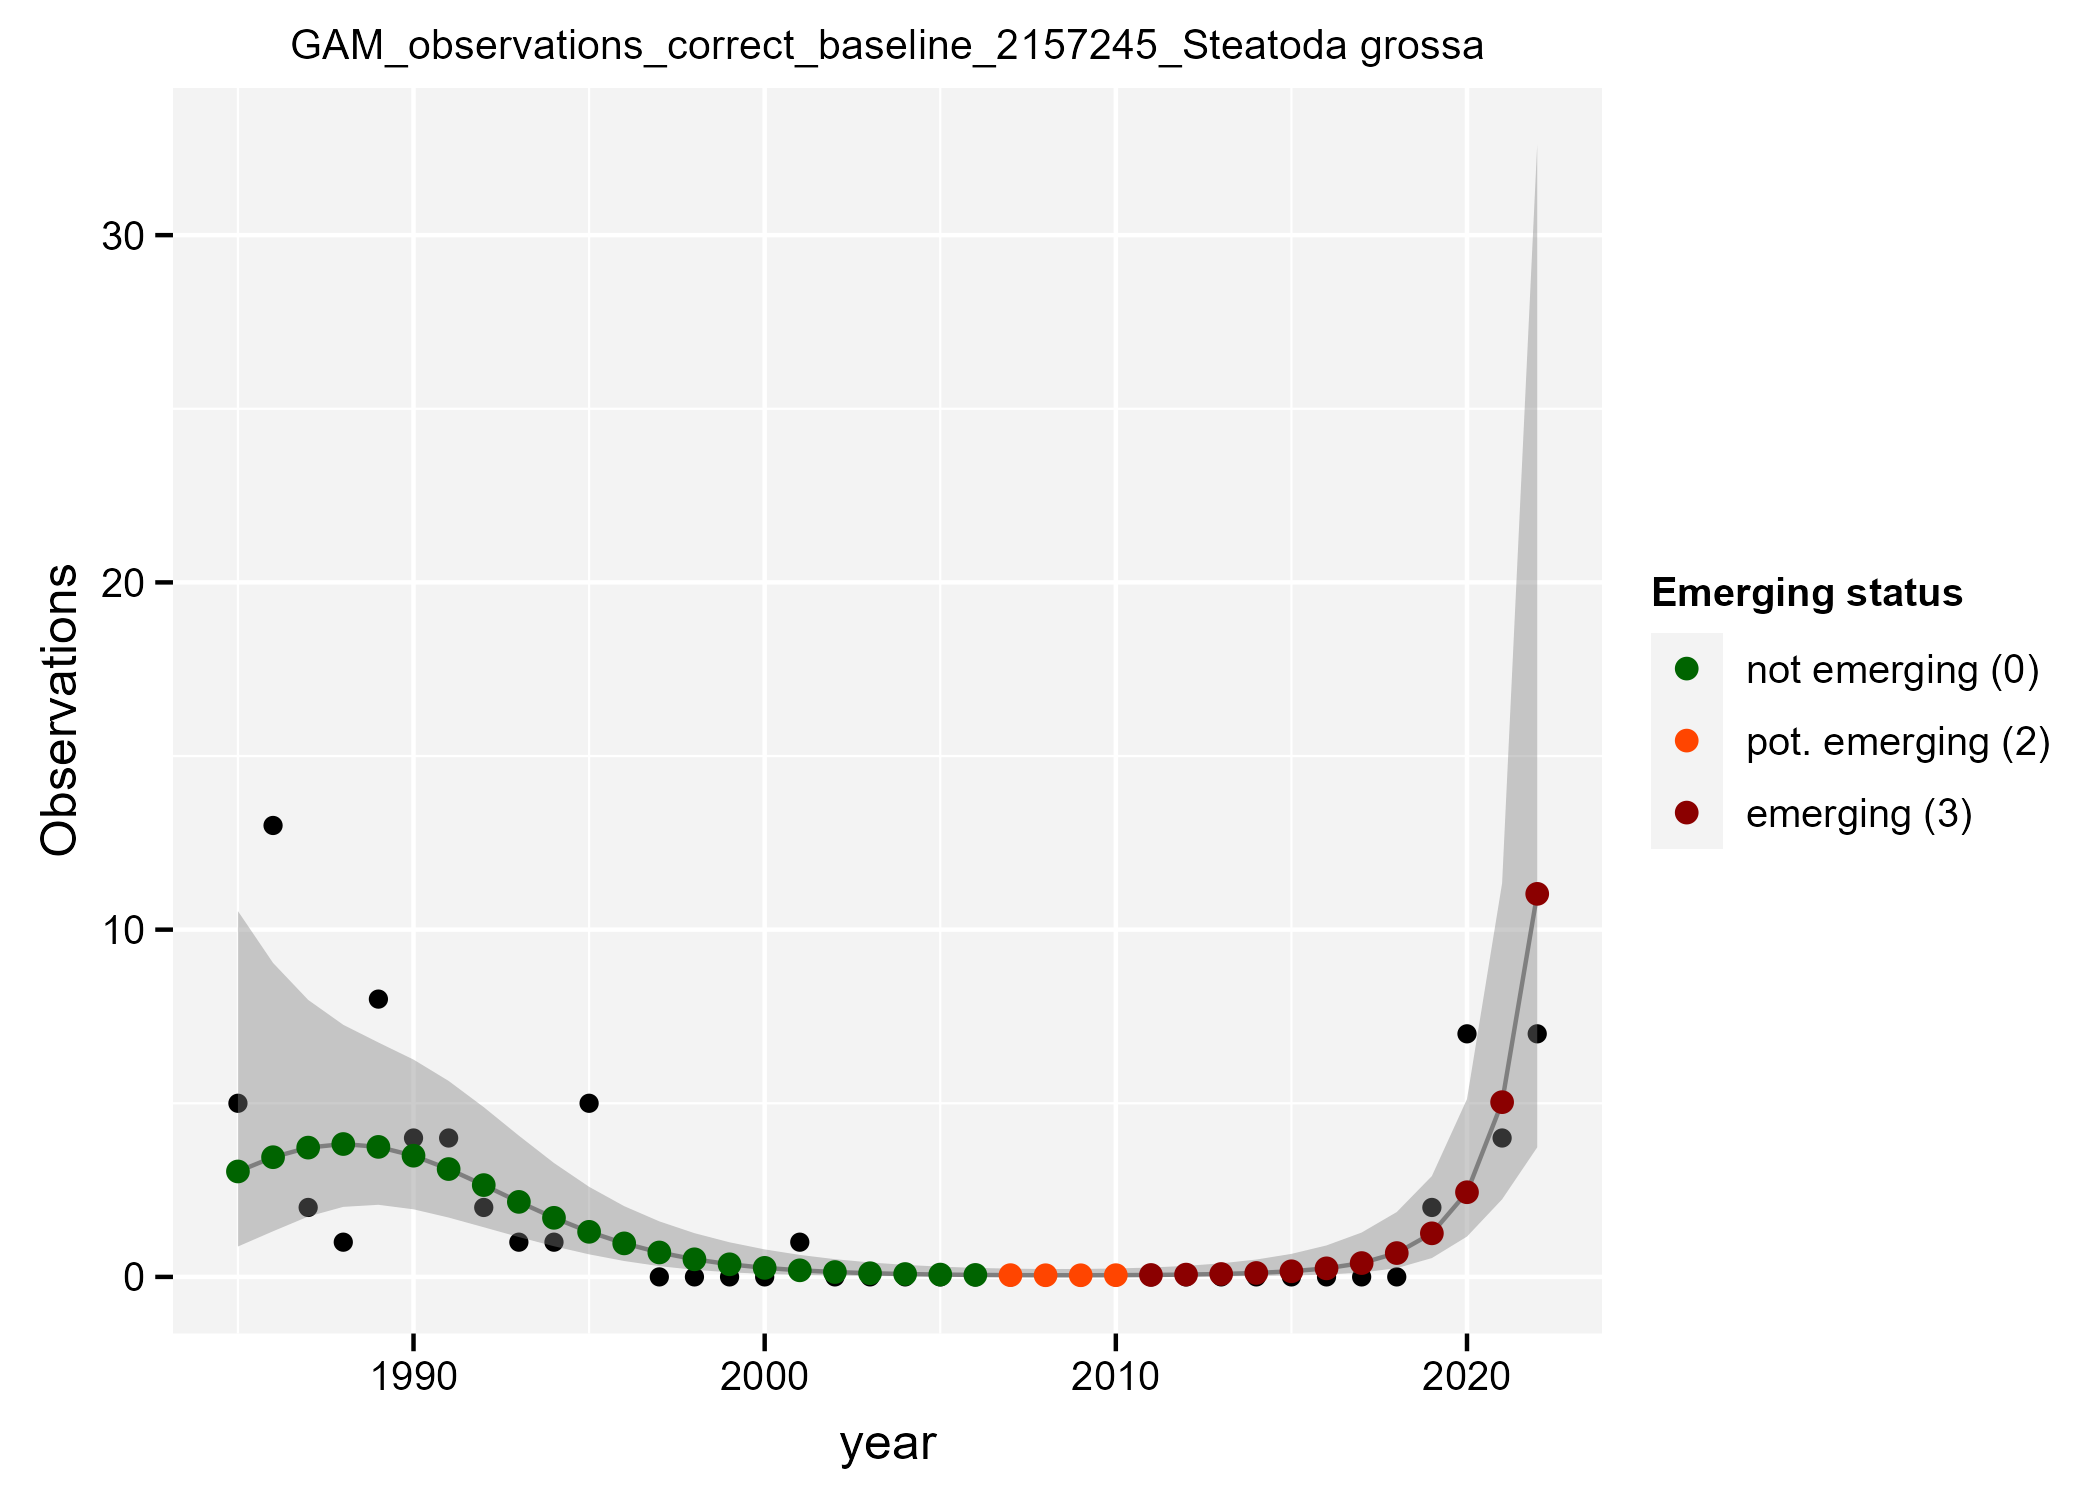 GAM_observations_correct_baseline_2157245_Steatoda grossa
Observations
30
20
10
0
1990
2000
2010
2020
year
Emerging status
not emerging (0)
pot. emerging (2)
emerging (3)